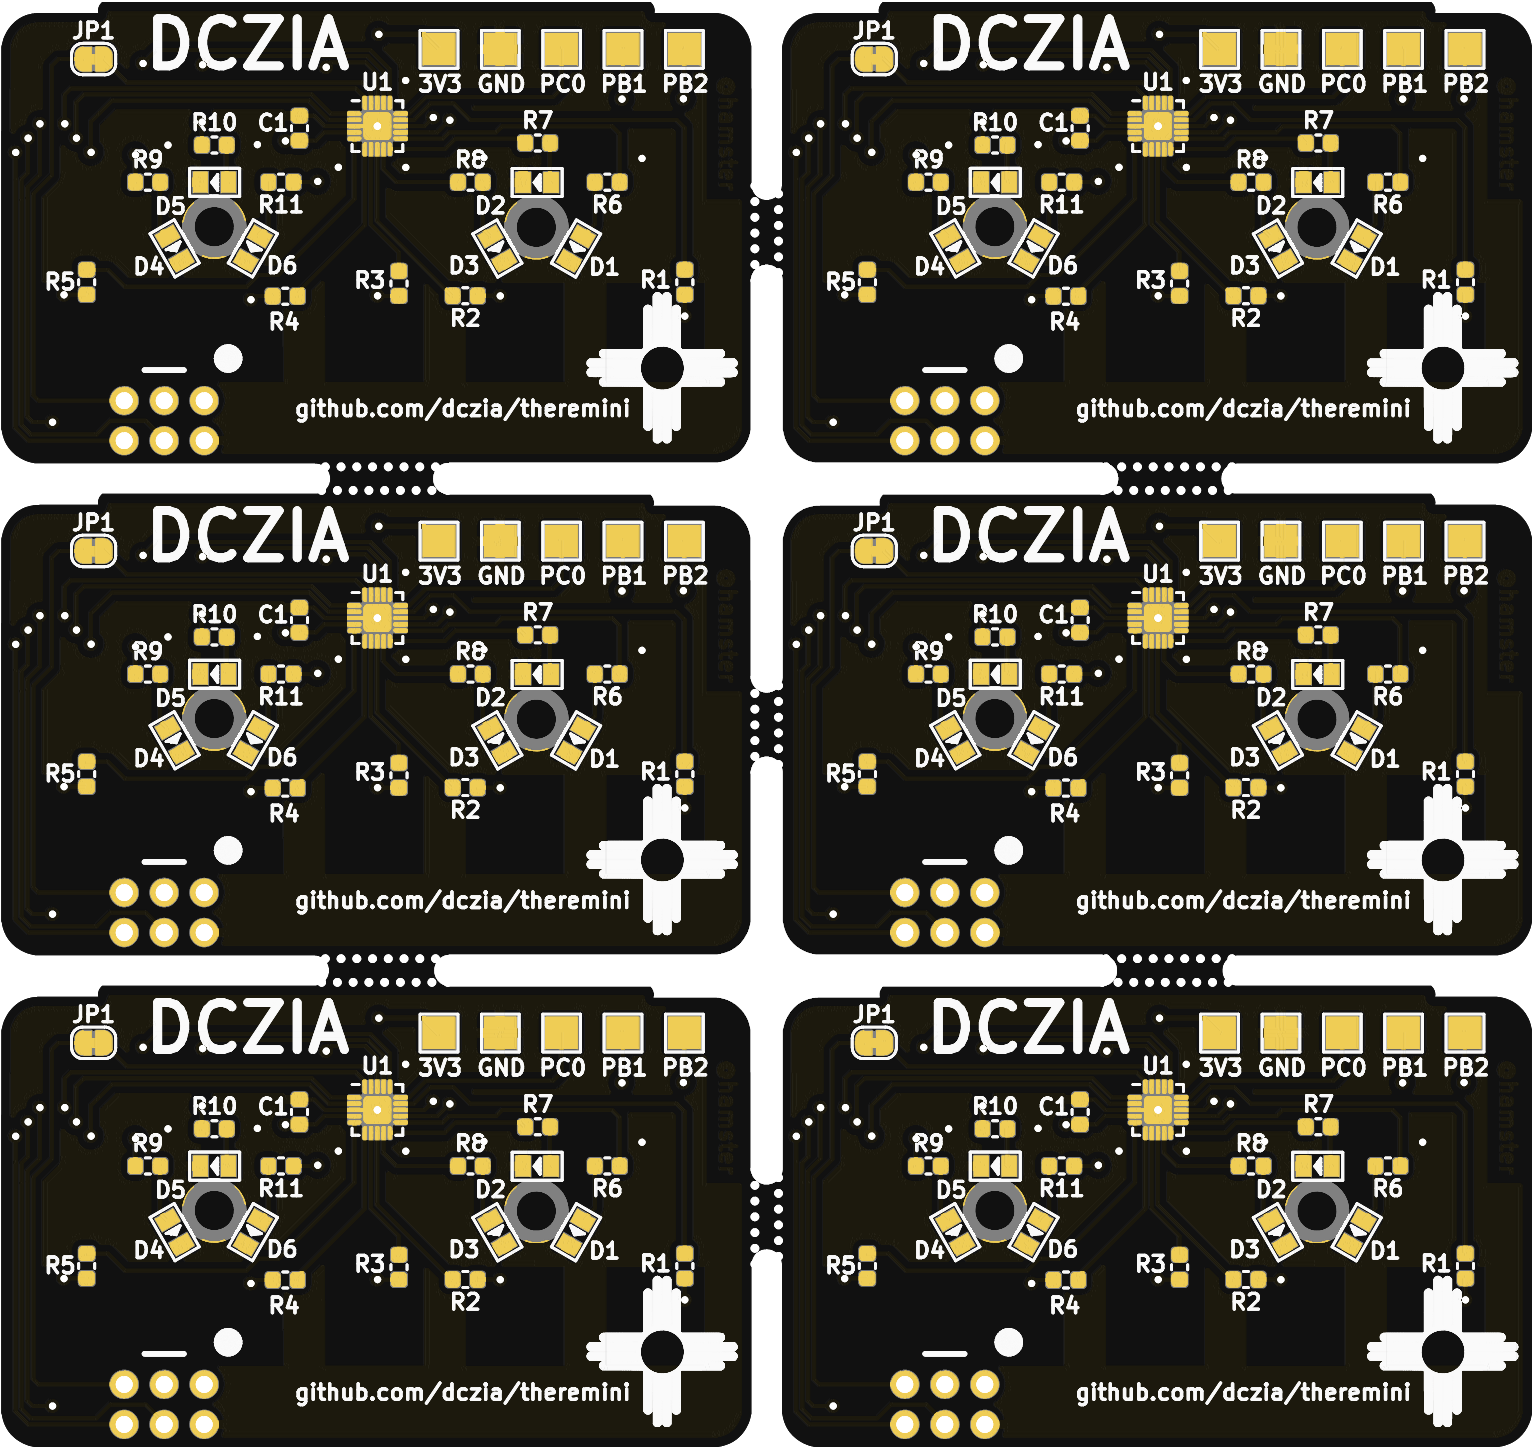 JP1 DCZIA
3V3 GND PC0 PB1 PB2
U1
@hamster
R10 C1 R7
R9 R8
D5 R11 D2 R6
D4 D6 D3 D1
R5 R3 R1
R4 R2
github.com/dczia/theremini
JP1 DCZIA
3V3 GND PC0 PB1 PB2
U1
@hamster
R10 C1 R7
R9 R8
D5 R11 D2 R6
D4 D6 D3 D1
R5 R3 R1
R4 R2
github.com/dczia/theremini
JP1 DCZIA
3V3 GND PC0 PB1 PB2
U1
@hamster
R10 C1 R7
R9 R8
D5 R11 D2 R6
D4 D6 D3 D1
R5 R3 R1
R4 R2
github.com/dczia/theremini
JP1 DCZIA
3V3 GND PC0 PB1 PB2
U1
@hamster
R10 C1 R7
R9 R8
D5 R11 D2 R6
D4 D6 D3 D1
R5 R3 R1
R4 R2
github.com/dczia/theremini
JP1 DCZIA
3V3 GND PC0 PB1 PB2
U1
@hamster
R10 C1 R7
R9 R8
D5 R11 D2 R6
D4 D6 D3 D1
R5 R3 R1
R4 R2
github.com/dczia/theremini
JP1 DCZIA
3V3 GND PC0 PB1 PB2
U1
@hamster
R10 C1 R7
R9 R8
D5 R11 D2 R6
D4 D6 D3 D1
R5 R3 R1
R4 R2
github.com/dczia/theremini